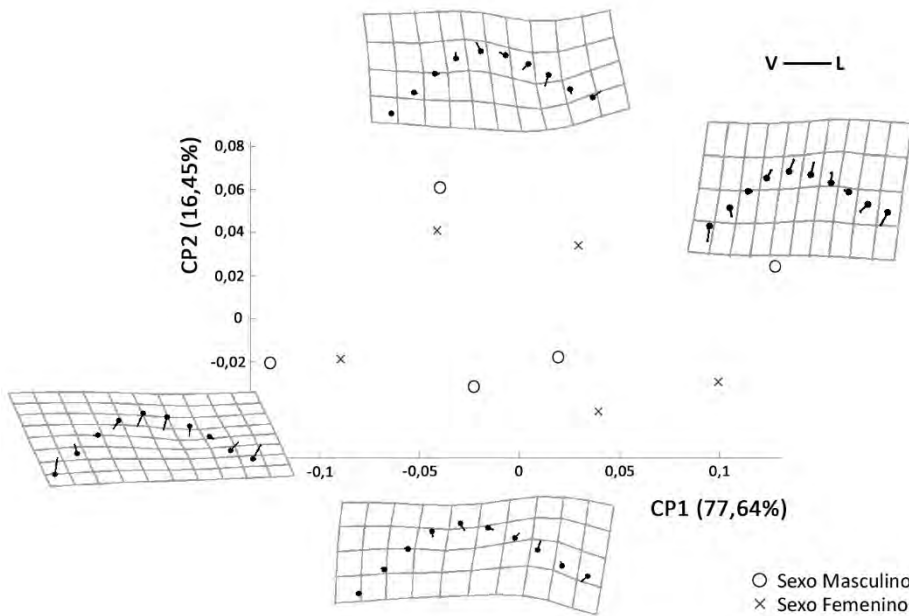 V L
0,08
0,06
0,04
0,02
0
-0,02
CP2 (16,45%)
-0,1 -0,05 0 0,05 0,1
CP1 (77,64%)
Sexo Masculino
Sexo Femenino